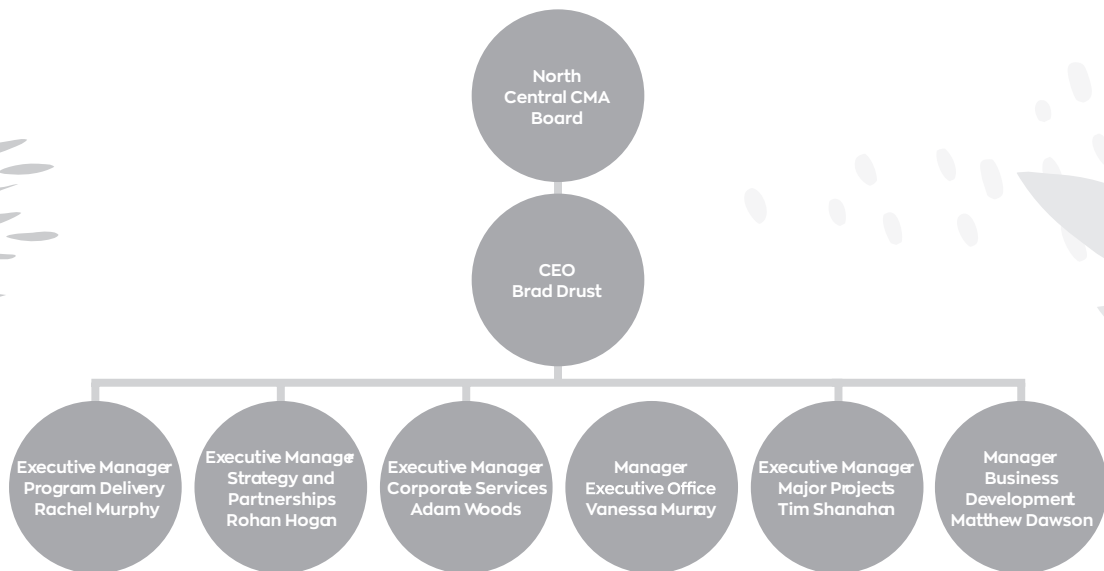 North
Central CMA
Board
CEO
Brad Drust
Executive Manager
Program Delivery
Rachel Murphy
Executive Manager
Strategy and
Partnerships
Rohan Hogan
Executive Manager
Corporate Services
Adam Woods
Manager
Executive Office
Vanessa Murray
Executive Manager
Major Projects
Tim Shanahan
Manager
Business
Development
Matthew Dawson